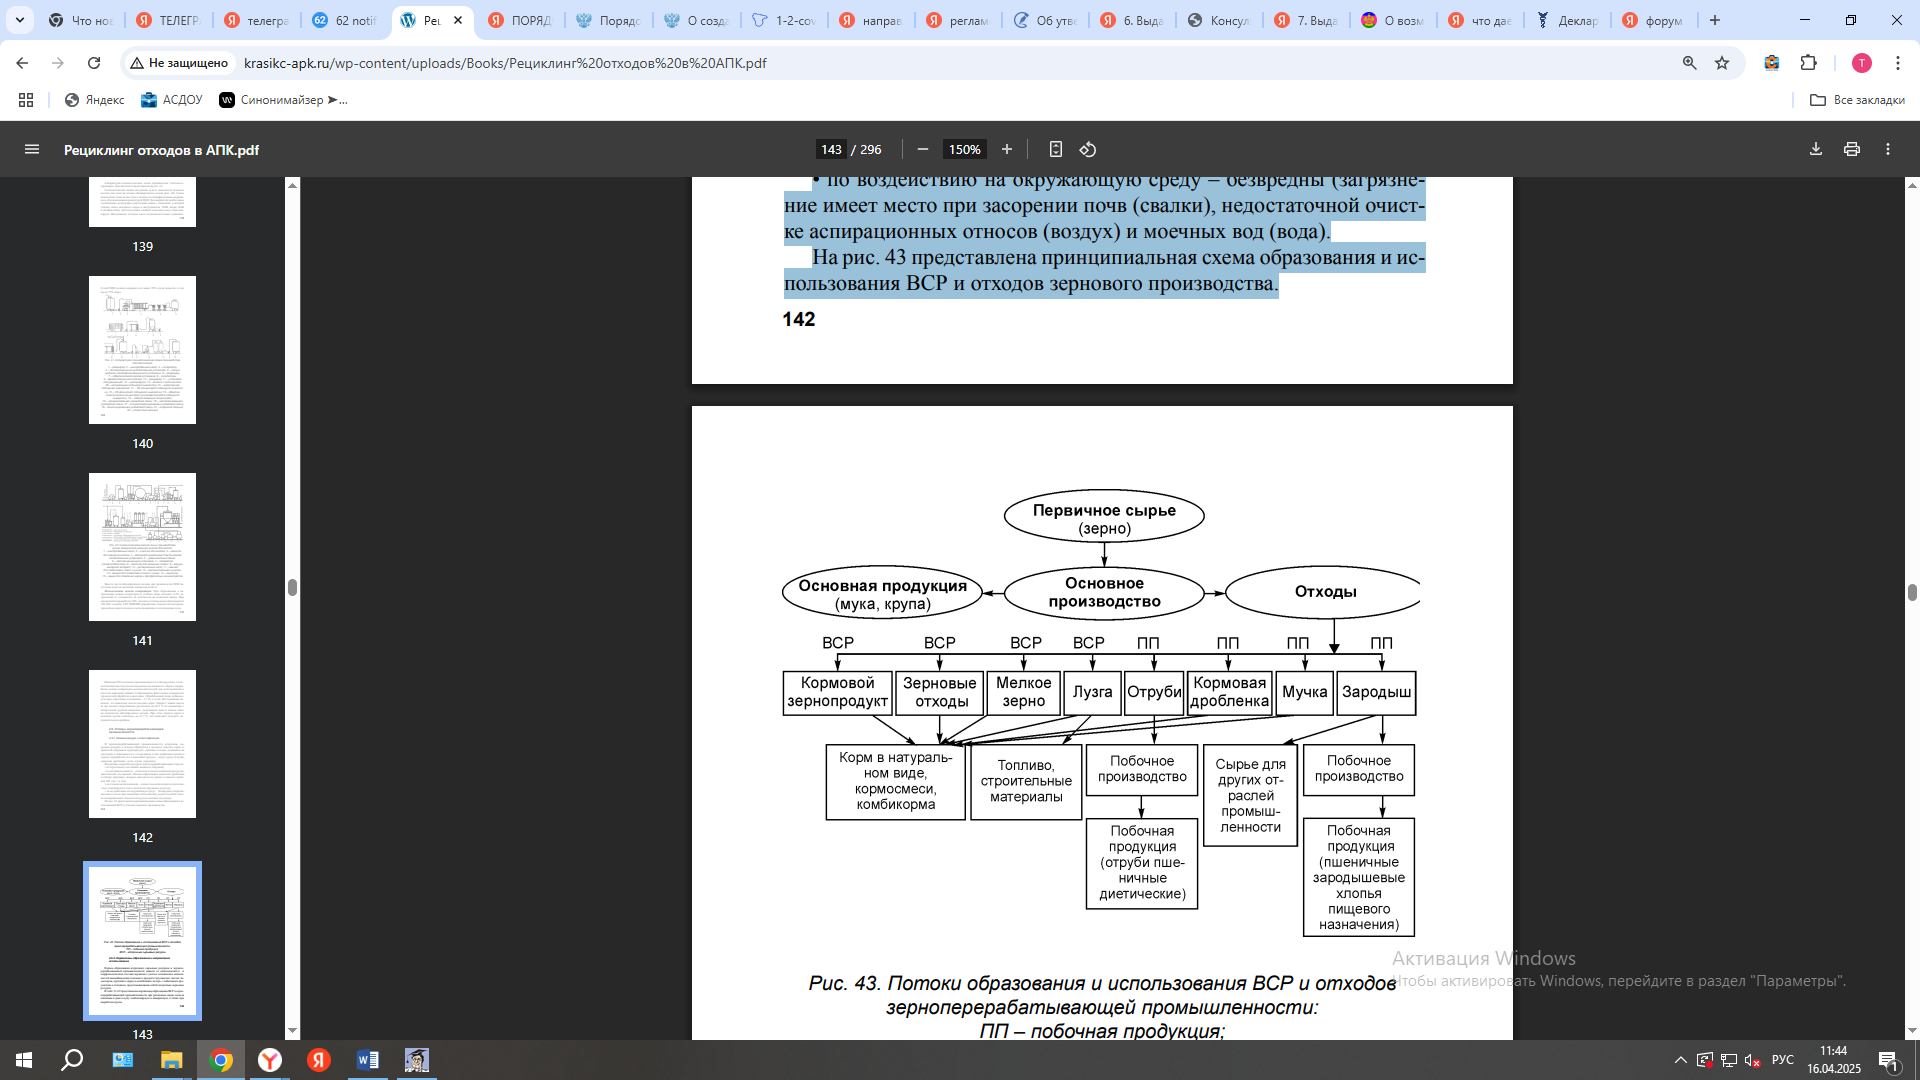 Что нов
ТЕЛЕГР
телегра
62 notif
Рец
ПОРЯД
Порядо
О созда
1-2-cov
направ
реглам
Об утве
6. Выда
Консул
7. Выда
О возм
что дае
Деклар
форум
Не защищено
krasikc-apk.ru/wp-content/uploads/Books/Рециклинг%20отходов%20в%20АПК.pdf
Т
Яндекс
АСДОУ
Синонимайзер ➤...
Все закладки
Рециклинг отходов в АПК.pdf
143 / 296
150%
139
140
141
142
143
• по воздействию на окружающую среду – безвредны (загрязне-
ние имеет место при засорении почв (свалки), недостаточной очист-
ке аспирационных относов (воздух) и моечных вод (вода).
На рис. 43 представлена принципиальная схема образования и ис-
пользования ВСР и отходов зернового производства.
142
Первичное сырье
(зерно)
Основная продукция
(мука, крупа)
Основное
производство
Отходы
ВСР ВСР ВСР ВСР ПП ПП ПП ПП
Кормовой
зернопродукт
Зерновые
отходы
Мелкое
зерно
Лузга
Отруби
Кормовая
дробленка
Мучка
Зародыш
Корм в натураль-
ном виде,
кормосмеси,
комбикорма
Топливо,
строительные
материалы
Побочное
производство
Сырье для
других от-
раслей
промыш-
ленности
Побочное
производство
Побочная
продукция
(отруби пше-
ничные
диетические)
Побочная
продукция
(пшеничные
зародышевые
хлопья
пищевого
назначения)
Рис. 43. Потоки образования и использования ВСР и отходов
зерноперерабатывающей промышленности:
ПП – побочная продукция;
Активация Windows
Чтобы активировать Windows, перейдите в раздел "Параметры".
РУС
11:44
16.04.2025
1